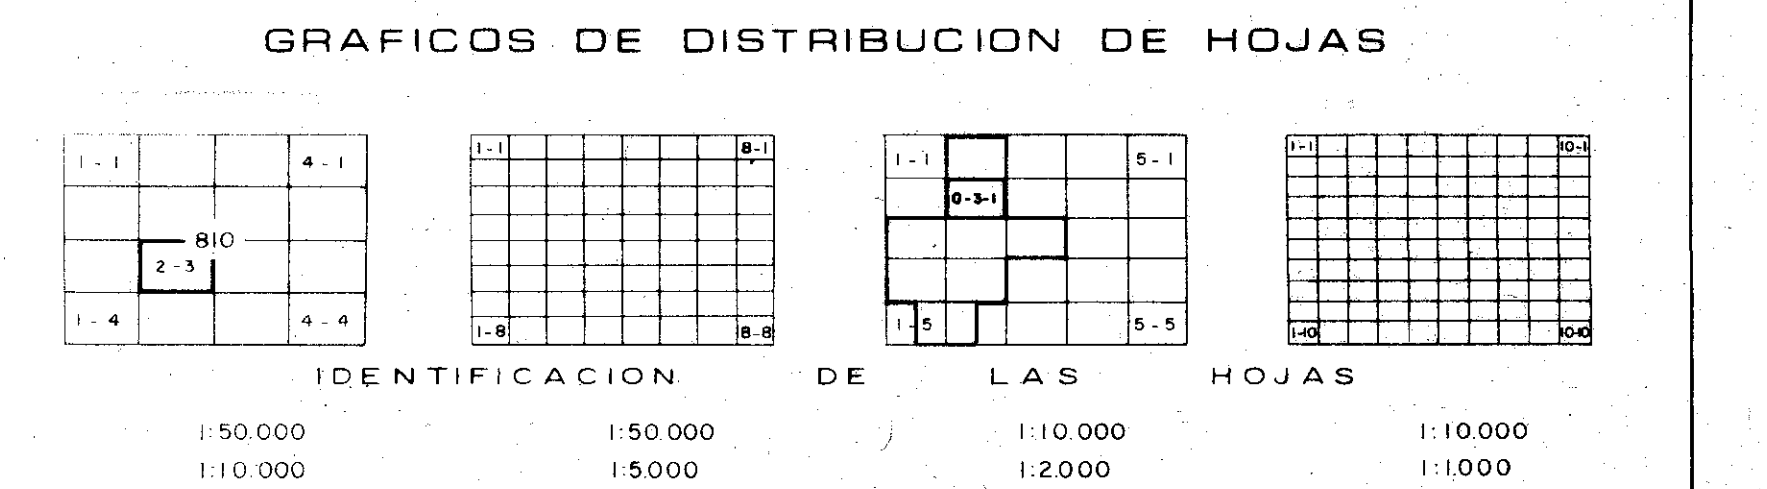 GRAFICOS DE DISTRIBUCION DE HOJAS
1-1 4-1 1-1 8-1 1-1 5-1 1-1 10-1
0-3-1
810
2-3
1-4 4-4 1-8 8-8 1-5 5-5 1-10 10-10
IDENTIFICACION DE LAS HOJAS
1:50.000 1:50.000 1:10.000 1:10.000
1:10.000 1:5.000 1:2.000 1:1.000